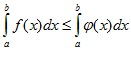 ∫_a^b f(x)dx ≤ ∫_a^b φ(x)dx